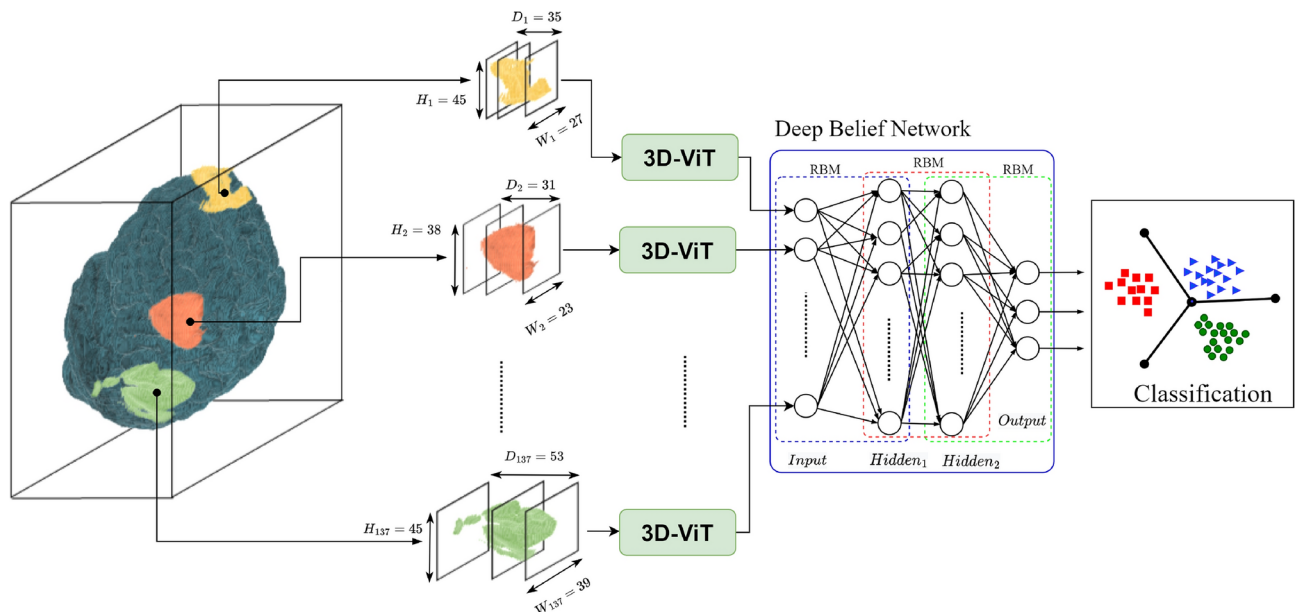 D₁ = 35
H₁ = 45
W₁ = 27
3D-ViT
D₂ = 31
H₂ = 38
W₂ = 23
3D-ViT
D₁₃₇ = 53
H₁₃₇ = 45
W₁₃₇ = 39
3D-ViT
Deep Belief Network
RBM
RBM
RBM
Input
Hidden₁
Hidden₂
Output
Classification